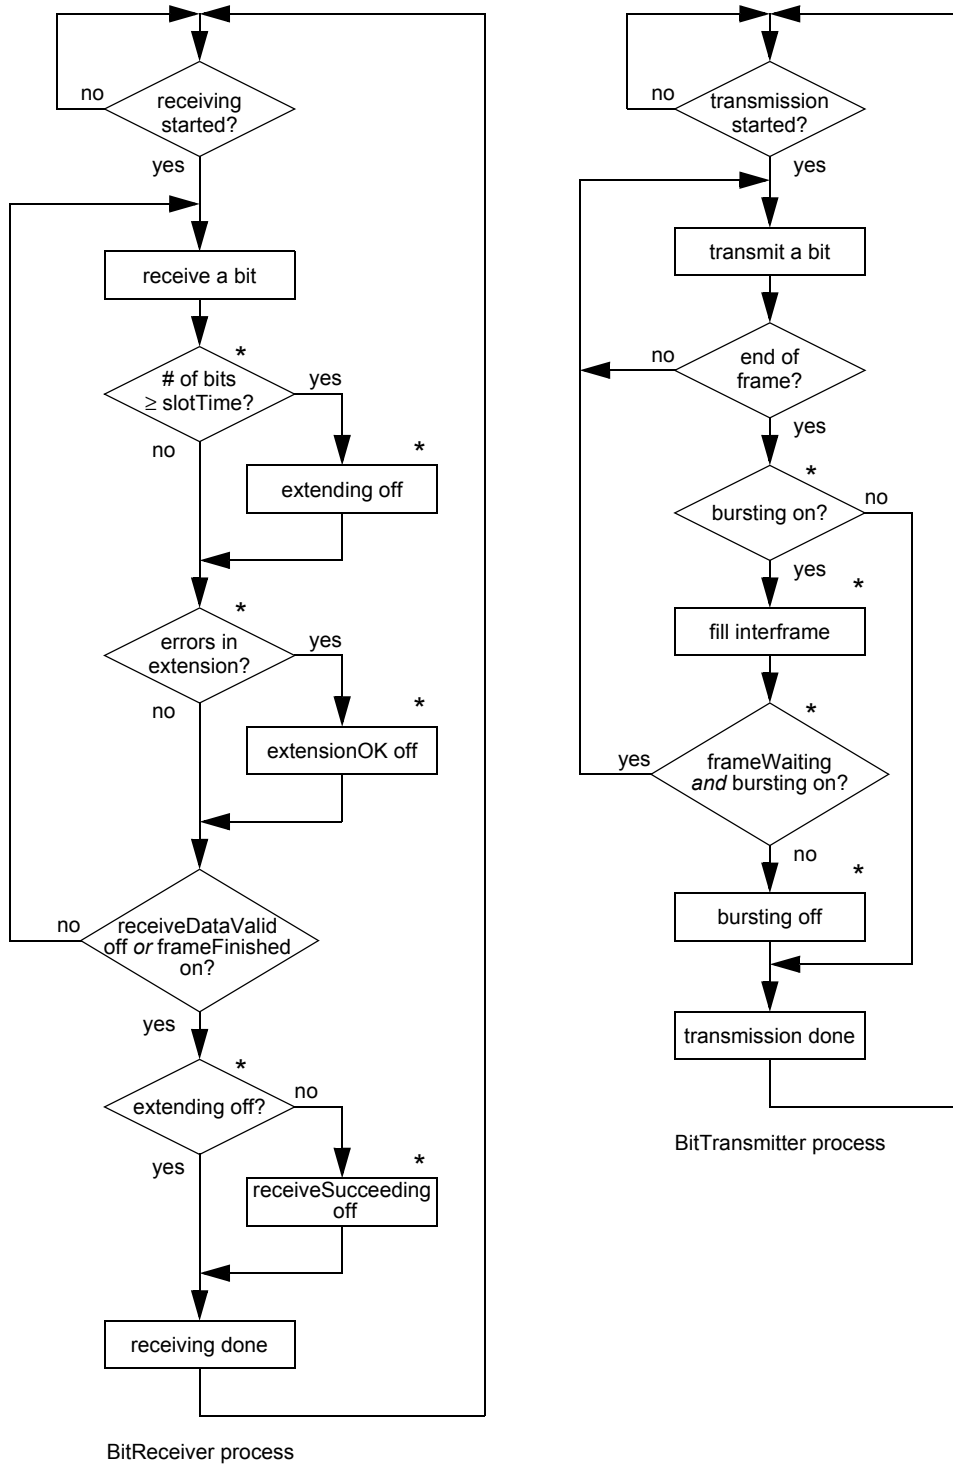 receiving
started?
no
yes
receive a bit
*
# of bits
≥ slotTime?
yes
no
*
extending off
*
errors in
extension?
yes
no
*
extensionOK off
receiveDataValid
off or frameFinished
on?
no
yes
*
extending off?
no
yes
*
receiveSucceeding
off
receiving done
BitReceiver process
transmission
started?
no
yes
transmit a bit
end of
frame?
no
yes
*
bursting on?
no
yes
*
fill interframe
*
frameWaiting
and bursting on?
yes
no
*
bursting off
transmission done
BitTransmitter process